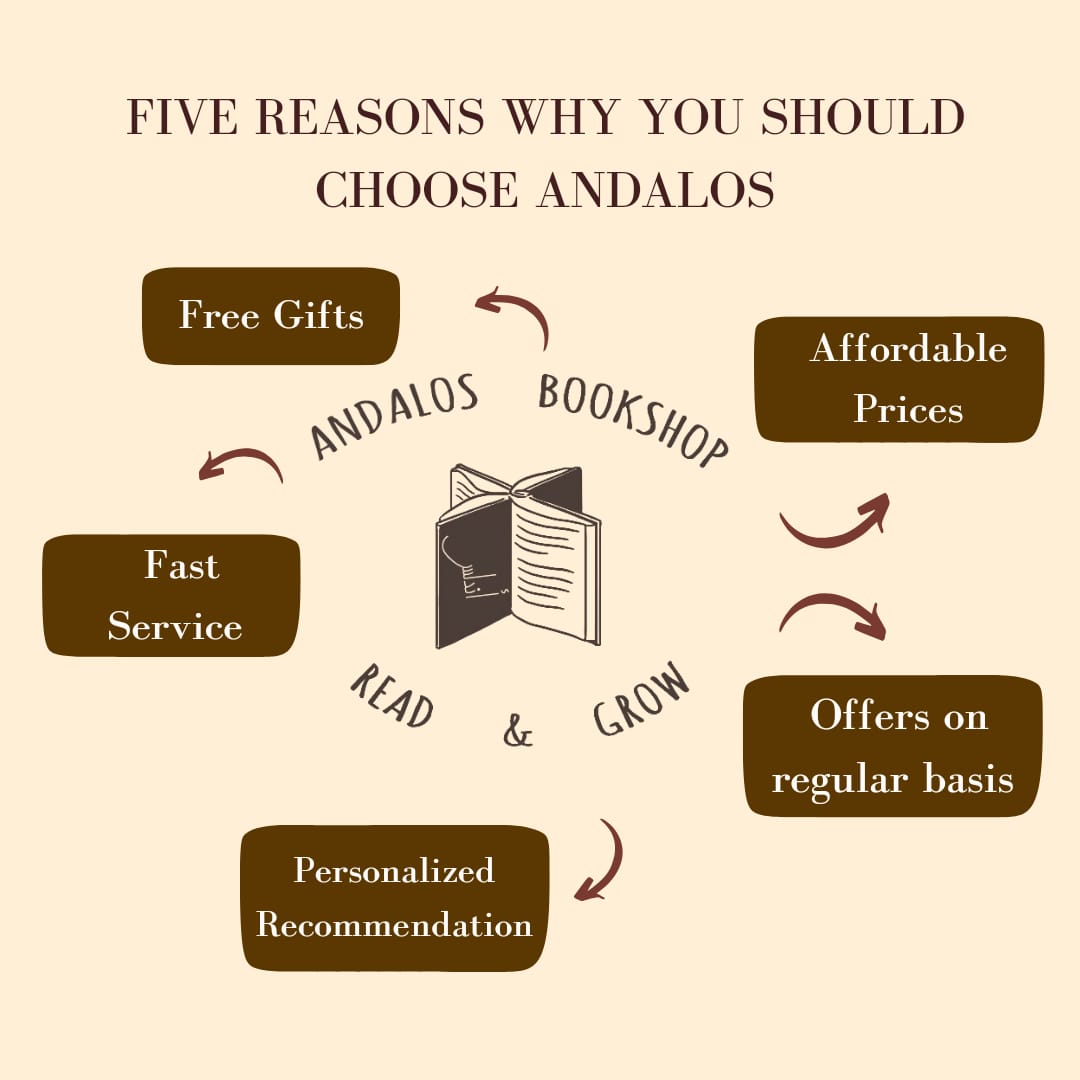 FIVE REASONS WHY YOU SHOULD
CHOOSE ANDALOS
Free Gifts
Affordable
Prices
ANDALOS BOOKSHOP
Fast
Service
READ & GROW
Offers on
regular basis
Personalized
Recommendation